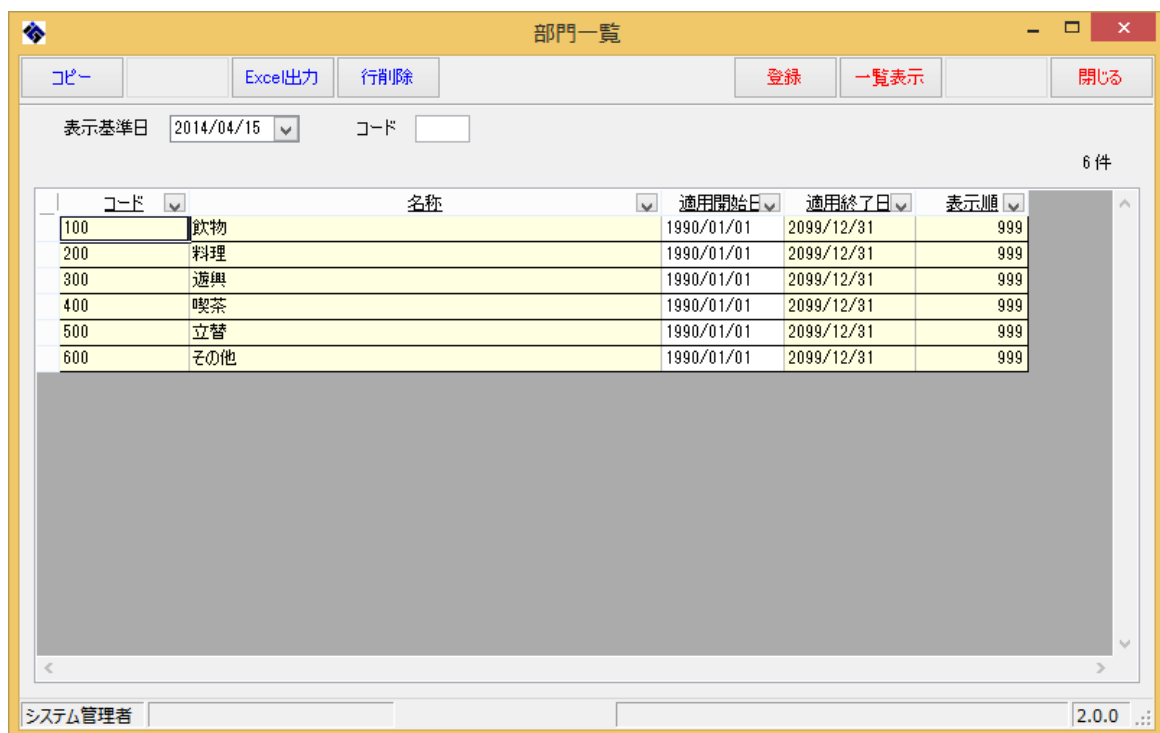 部門一覧
コピー Excel出力 行削除 登録 一覧表示 閉じる
表示基準日 2014/04/15 コード
6 件
コード 名称 適用開始日 適用終了日 表示順
100 飲物 1990/01/01 2099/12/31 999
200 料理 1990/01/01 2099/12/31 999
300 遊興 1990/01/01 2099/12/31 999
400 喫茶 1990/01/01 2099/12/31 999
500 立替 1990/01/01 2099/12/31 999
600 その他 1990/01/01 2099/12/31 999
システム管理者 2.0.0